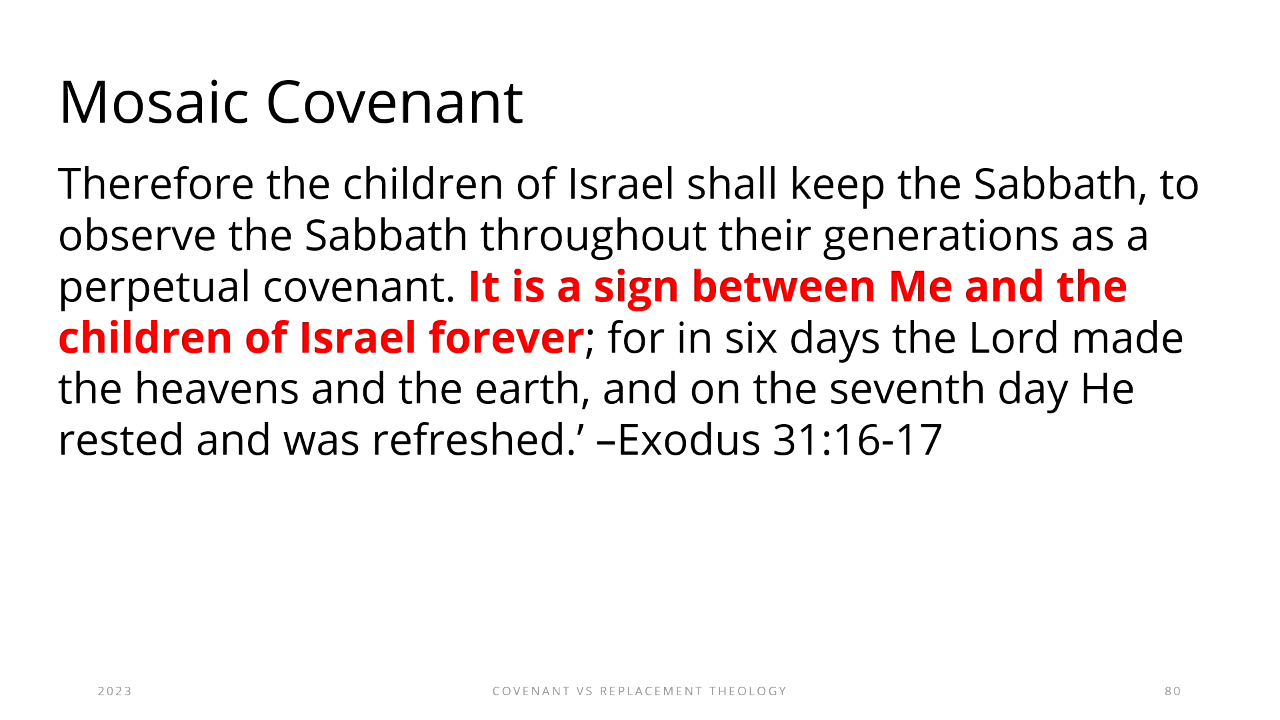 Mosaic Covenant
Therefore the children of Israel shall keep the Sabbath, to
observe the Sabbath throughout their generations as a
perpetual covenant. It is a sign between Me and the
children of Israel forever; for in six days the Lord made
the heavens and the earth, and on the seventh day He
rested and was refreshed.’ –Exodus 31:16-17
2023 COVENANT VS REPLACEMENT THEOLOGY 80